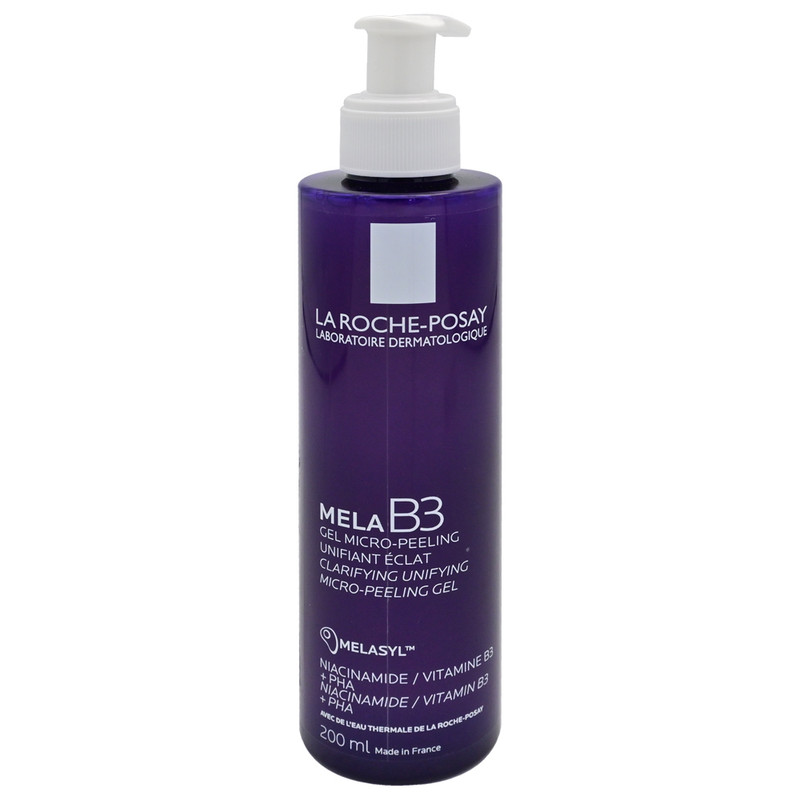 LA ROCHE-POSAY
LABORATOIRE DERMATOLOGIQUE
MELA B3
GEL MICRO-PEELING
UNIFIANT ÉCLAT
CLARIFYING UNIFYING
MICRO-PEELING GEL
MELASYL™
NIACINAMIDE / VITAMINE B3
+ PHA
NIACINAMIDE / VITAMIN B3
+ PHA
AVEC DE L'EAU THERMALE DE LA ROCHE-POSAY
200 ml Made in France